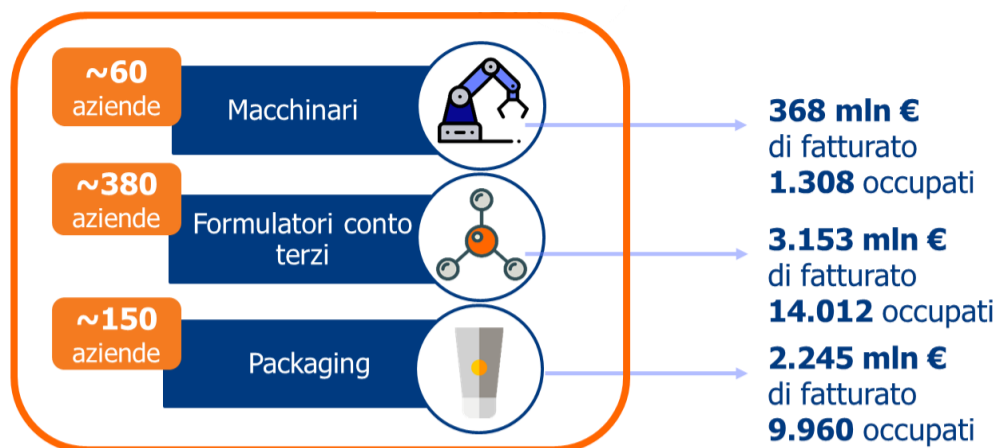 ~60
aziende
Macchinari
368 mln €
di fatturato
1.308 occupati
~380
aziende
Formulatori conto
terzi
3.153 mln €
di fatturato
14.012 occupati
~150
aziende
Packaging
2.245 mln €
di fatturato
9.960 occupati